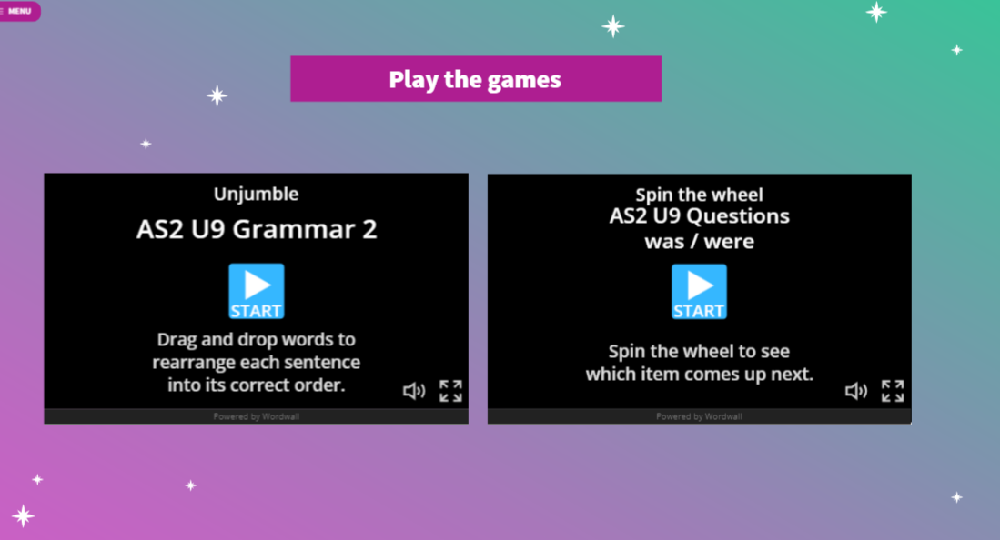 MENU
Play the games
Unjumble
AS2 U9 Grammar 2
START
Drag and drop words to
rearrange each sentence
into its correct order.
Powered by Wordwall
Spin the wheel
AS2 U9 Questions
was / were
START
Spin the wheel to see
which item comes up next.
Powered by Wordwall